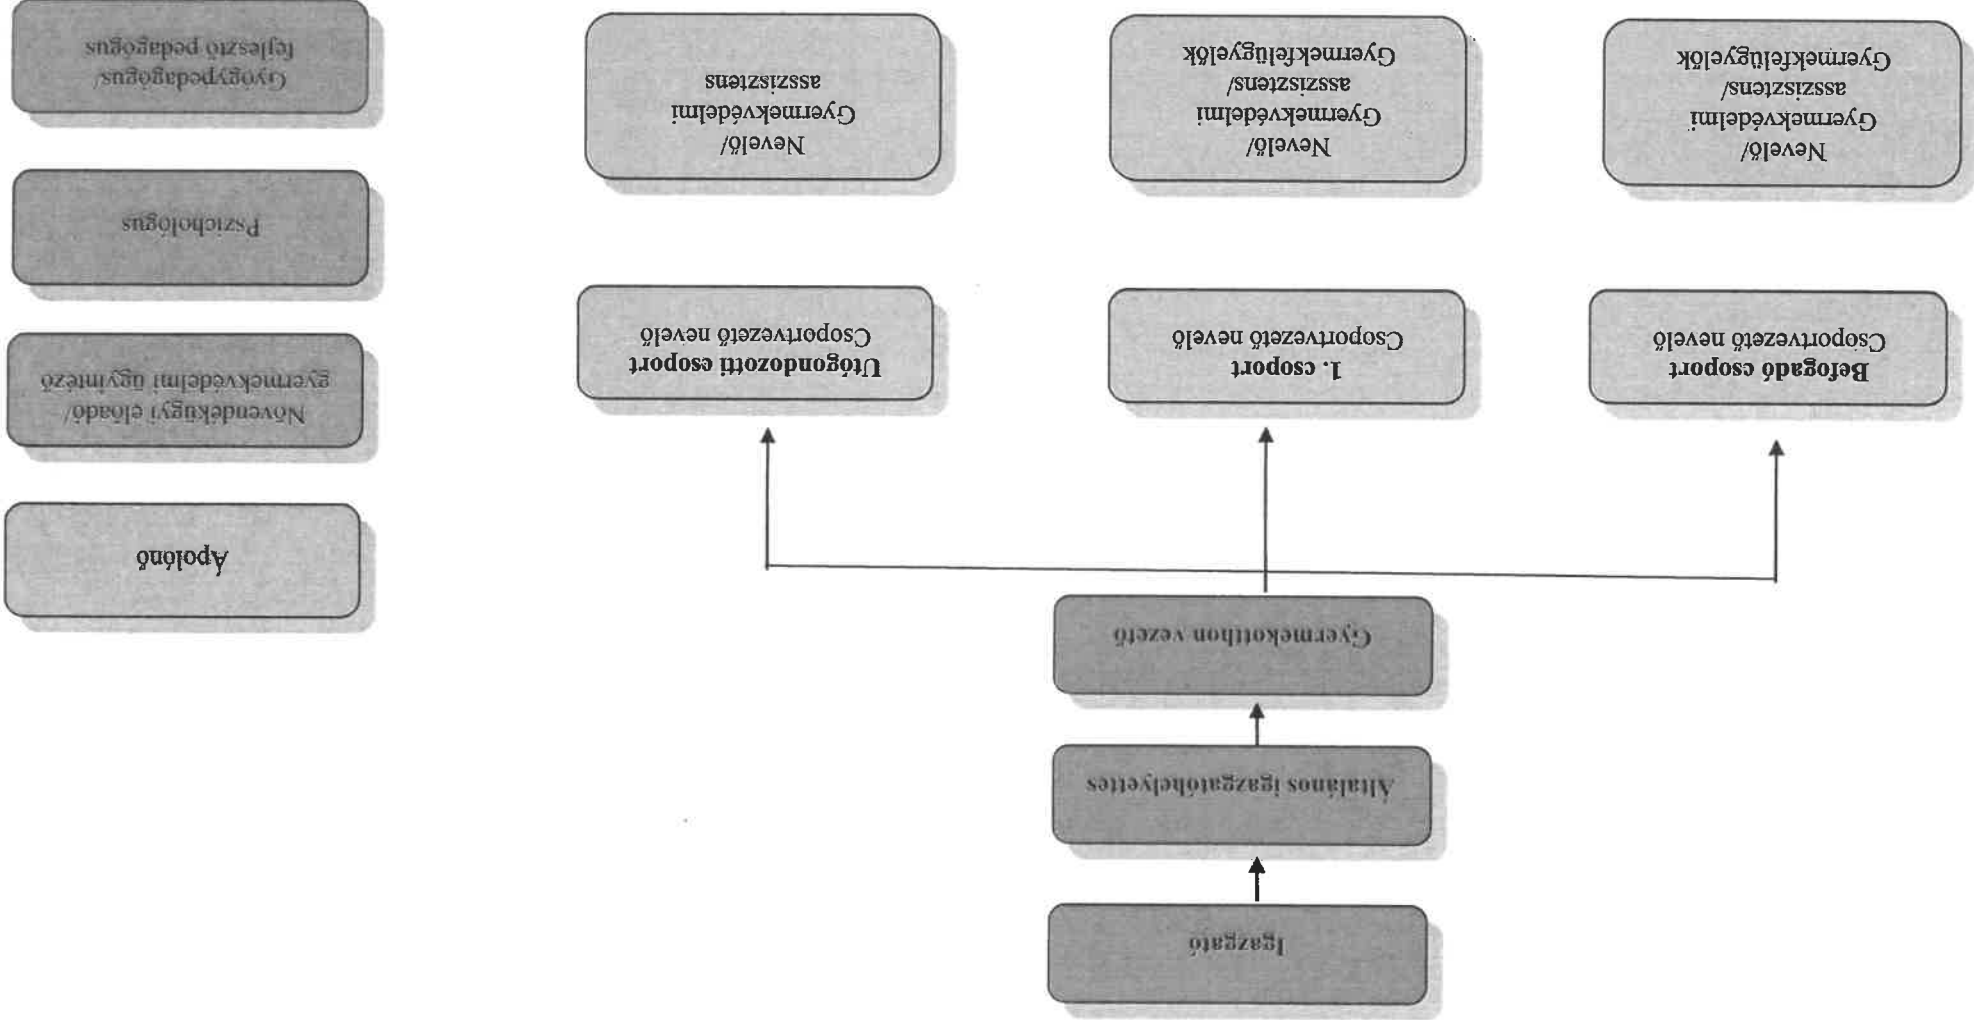 Igazgató
Általános igazgatóhelyettes
Gyermekotthon vezető
Befogadó csoport
Csoportvezető nevelő
1. csoport
Csoportvezető nevelő
Utógondozotti csoport
Csoportvezető nevelő
Nevelő/
Gyermekvédelmi
asszisztens/
Gyermekfelügyelők
Nevelő/
Gyermekvédelmi
asszisztens/
Gyermekfelügyelők
Nevelő/
Gyermekvédelmi
asszisztens
Ápolónő
Növendékügyi előadó/
gyermekvédelmi ügyintéző
Pszichológus
Gyógypedagógus/
fejlesztő pedagógus